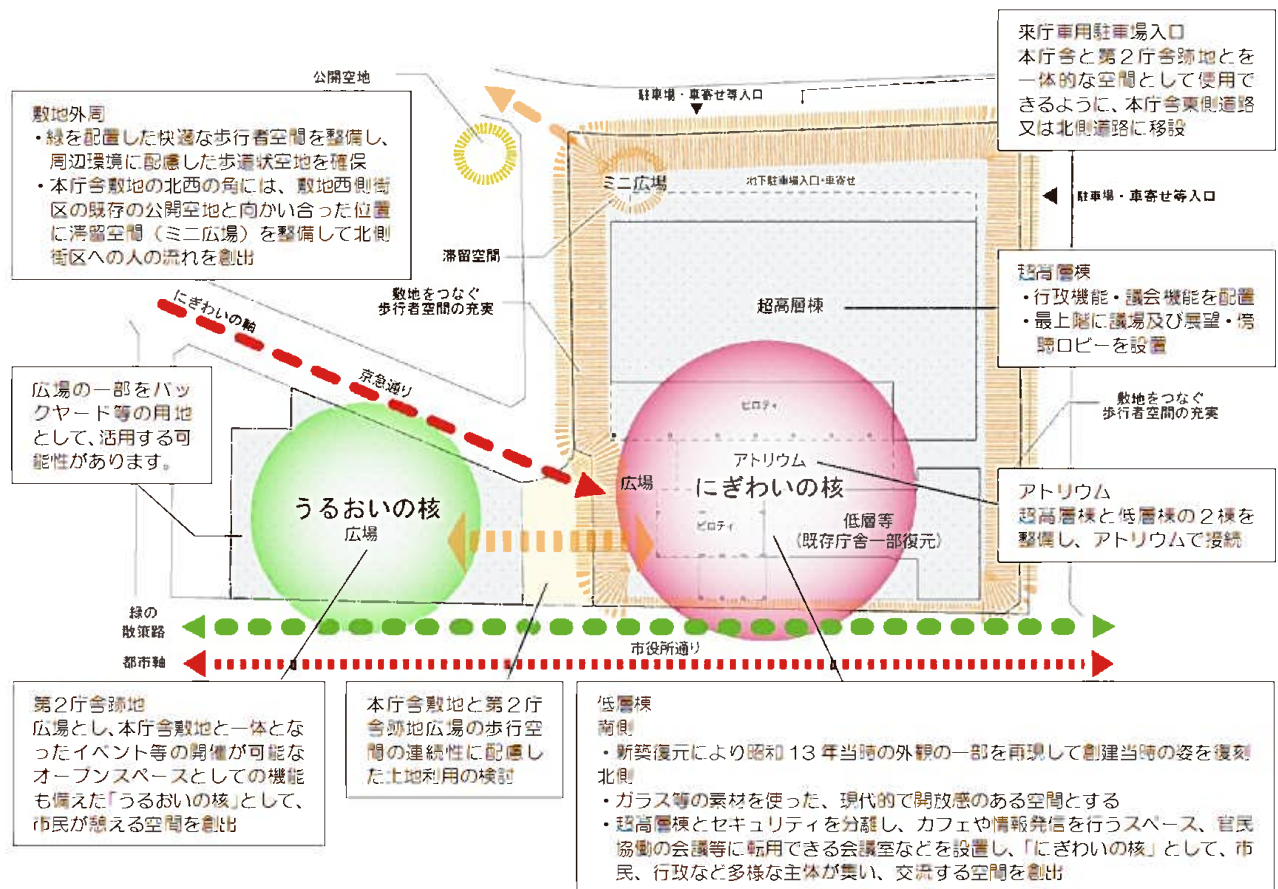 公開空地
駐車場・車寄せ等入口
来庁車用駐車場入口
本庁舎と第２庁舎跡地とを
一体的な空間として使用で
きるように、本庁舎東側道路
又は北側道路に移設
敷地外周
・緑を配置した快適な歩行者空間を整備し、
周辺環境に配慮した歩道状空地を確保
・本庁舎敷地の北西の角には、敷地西側街
区の既存の公開空地と向かい合った位置
に滞留空間（ミニ広場）を整備して北側
街区への人の流れを創出
ミニ広場
地下駐車場入口・車寄せ
駐車場・車寄せ等入口
滞留空間
敷地をつなぐ
歩行者空間の充実
超高層棟
超高層棟
・行政機能・議会機能を配置
・最上階に議場及び展望・傍
聴ロビーを設置
にぎわいの軸
京急通り
広場の一部をバッ
クヤード等の用地
として、活用する可
能性があります。
敷地をつなぐ
歩行者空間の充実
ピロティ
アトリウム
にぎわいの核
広場
ピロティ
低層等
（既存庁舎一部復元）
うるおいの核
広場
アトリウム
超高層棟と低層棟の２棟を
整備し、アトリウムで接続
緑の
散策路
市役所通り
都市軸
第２庁舎跡地
広場とし、本庁舎敷地と一体とな
ったイベント等の開催が可能な
オープンスペースとしての機能
も備えた「うるおいの核」として、
市民が憩える空間を創出
本庁舎敷地と第２庁
舎跡地広場の歩行空
間の連続性に配慮し
た土地利用の検討
低層棟
南側
・新築復元により昭和 13 年当時の外観の一部を再現して創建当時の姿を復刻
北側
・ガラス等の素材を使った、現代的で開放感のある空間とする
・超高層棟とセキュリティを分離し、カフェや情報発信を行うスペース、官民
協働の会議等に転用できる会議室などを設置し、「にぎわいの核」として、市
民、行政など多様な主体が集い、交流する空間を創出